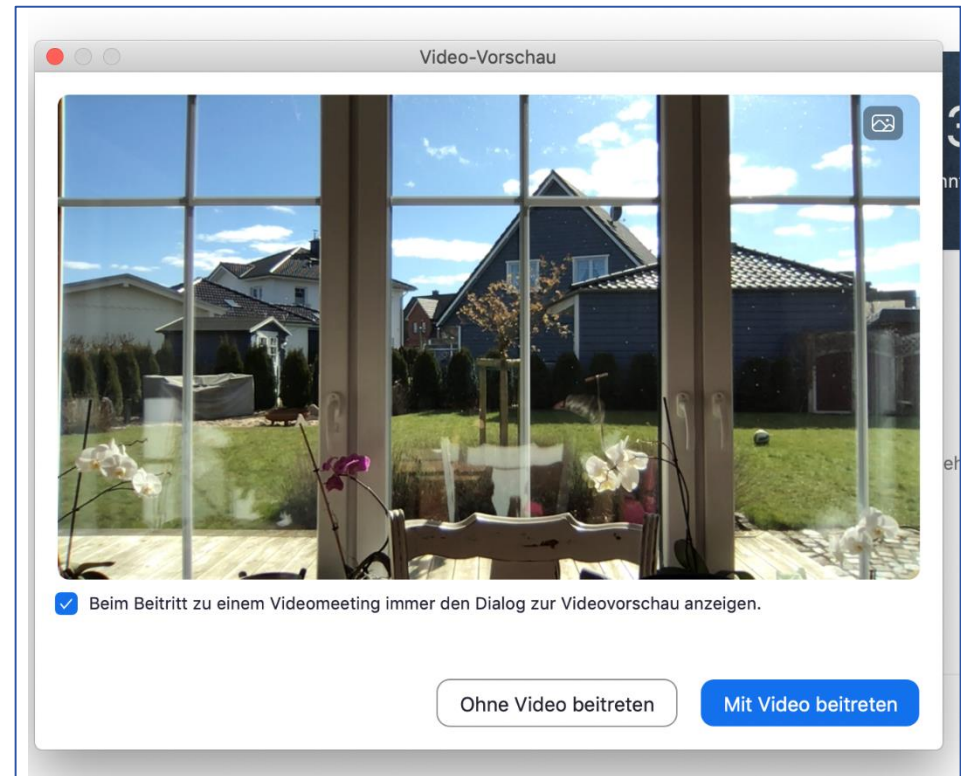 Video-Vorschau
Beim Beitritt zu einem Videomeeting immer den Dialog zur Videovorschau anzeigen.
Ohne Video beitreten
Mit Video beitreten